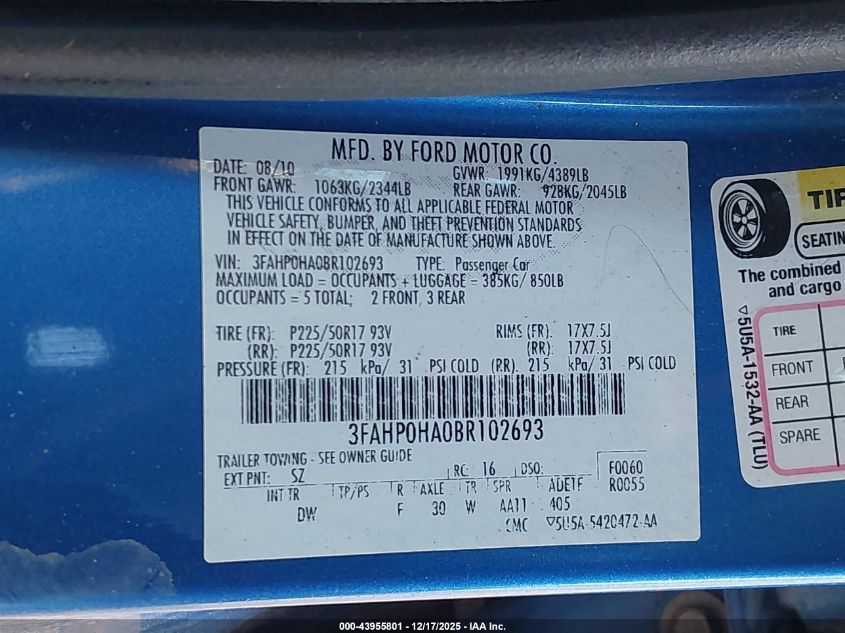 MFD. BY FORD MOTOR CO.
DATE: 08/10 GVWR: 1991KG/4389LB
FRONT GAWR: 1063KG/2344LB REAR GAWR: 928KG/2045LB
THIS VEHICLE CONFORMS TO ALL APPLICABLE FEDERAL MOTOR
VEHICLE SAFETY, BUMPER, AND THEFT PREVENTION STANDARDS
IN EFFECT ON THE DATE OF MANUFACTURE SHOWN ABOVE.
VIN: 3FAHP0HA0BR102693 TYPE: Passenger Car
MAXIMUM LOAD = OCCUPANTS + LUGGAGE = 385KG/ 850LB
OCCUPANTS = 5 TOTAL; 2 FRONT, 3 REAR
TIRE (FR): P225/50R17 93V RIMS (FR): 17X7.5J
(RR): P225/50R17 93V (RR): 17X7.5J
PRESSURE (FR): 215 kPa/ 31 PSI COLD (RR): 215 kPa/ 31 PSI COLD
3FAHP0HA0BR102693
TRAILER TOWING - SEE OWNER GUIDE
EXT PNT: SZ RC: 16 DSO: F0060
R0055
INT TR TP/PS R AXLE TR SPR ADETF
DW F 30 W AA11 405
CMC ▽5U5A-5420472-AA
TIR
SEATIN
The combined
and cargo
TIRE
FRONT
REAR
SPARE
▽5U5A-1532-AA (TLU)
000-43955801 - 12/17/2025 - IAA Inc.